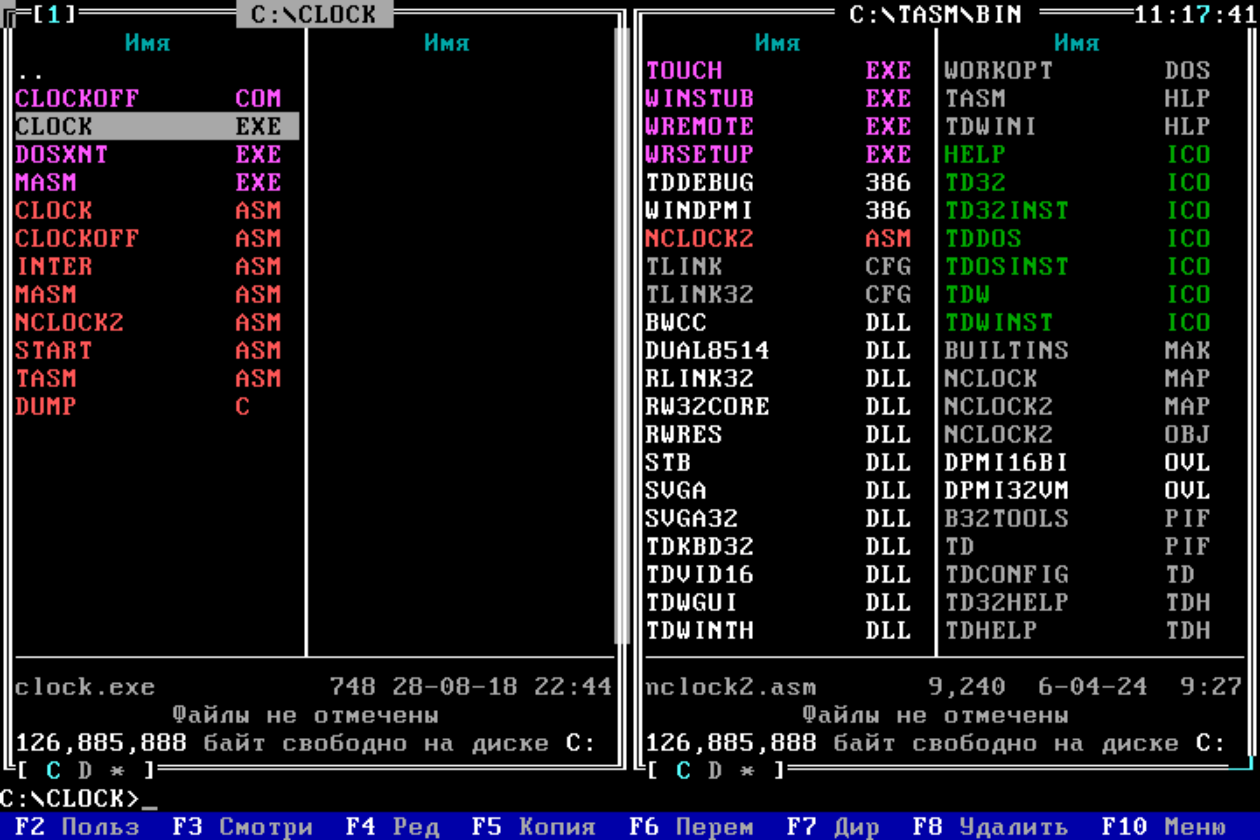 [1] C:\CLOCK C:\TASM\BIN 11:17:41
Имя Имя Имя Имя
.. TOUCH EXE WORKOPT DOS
CLOCKOFF COM WINSTUB EXE TASM HLP
CLOCK EXE WREMOTE EXE TDWINI HLP
DOSXNT EXE WRSETUP EXE HELP ICO
MASM EXE TDDEBUG 386 TD32 ICO
CLOCK ASM WINDPMI 386 TD32INST ICO
CLOCKOFF ASM NCLOCK2 ASM TDDOS ICO
INTER ASM TLINK CFG TDOSINST ICO
MASM ASM TLINK32 CFG TDW ICO
NCLOCK2 ASM BWCC DLL TDWINST ICO
START ASM DUAL8514 DLL BUILTINS MAK
TASM ASM RLINK32 DLL NCLOCK MAP
DUMP C RW32CORE DLL NCLOCK2 MAP
RWRES DLL NCLOCK2 OBJ
STB DLL DPMI16BI OVL
SVGA DLL DPMI32VM OVL
SVGA32 DLL B32TOOLS PIF
TDKBD32 DLL TD PIF
TDVID16 DLL TDCONFIG TD
TDWGUI DLL TD32HELP TDH
TDWINTH DLL TDHELP TDH
clock.exe 748 28-08-18 22:44 nclock2.asm 9,240 6-04-24 9:27
Файлы не отмечены Файлы не отмечены
126,885,888 байт свободно на диске C: 126,885,888 байт свободно на диске C:
[ C D * ] [ C D * ]
C:\CLOCK>_
F2 Польз F3 Смотри F4 Ред F5 Копия F6 Перем F7 Дир F8 Удалить F10 Меню